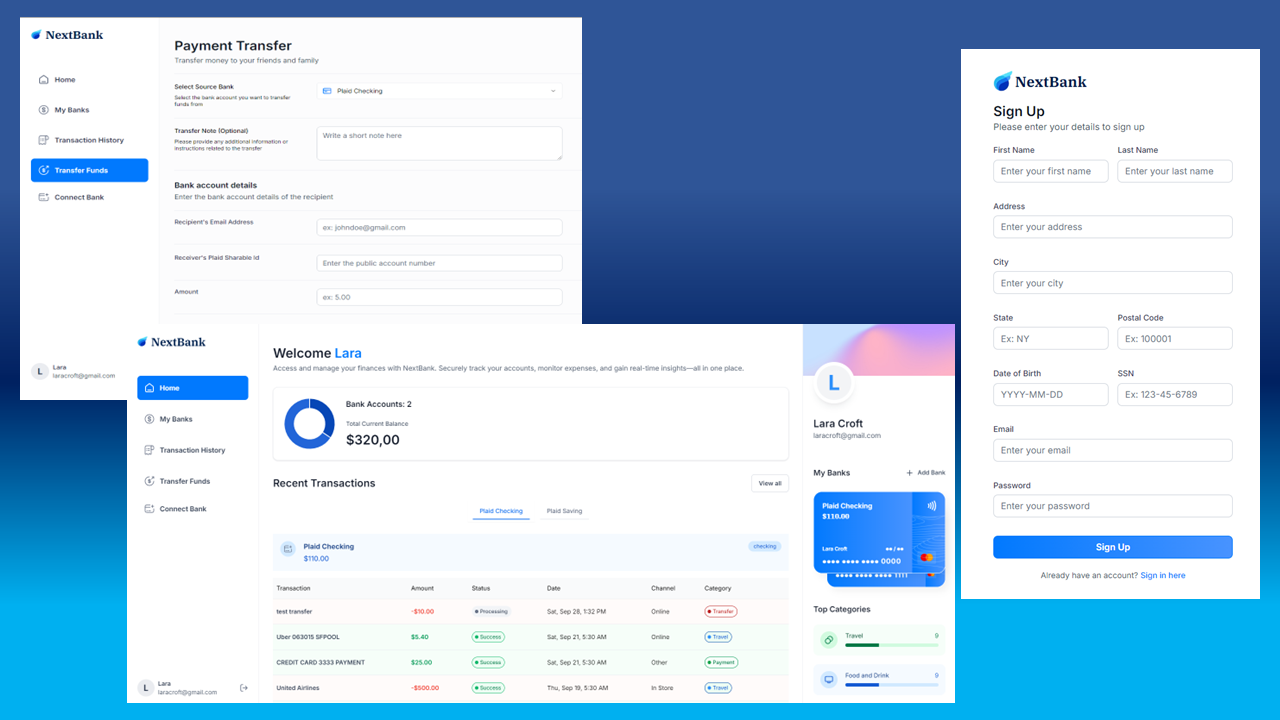 NextBank
Home
My Banks
Transaction History
Transfer Funds
Connect Bank
L
Lara
laracroft@gmail.com
Payment Transfer
Transfer money to your friends and family
Select Source Bank
Select the bank account you want to transfer
funds from
Plaid Checking
Transfer Note (Optional)
Please provide any additional information or
instructions related to the transfer
Write a short note here
Bank account details
Enter the bank account details of the recipient
Recipient's Email Address
ex: johndoe@gmail.com
Receiver's Plaid Sharable Id
Enter the public account number
Amount
ex: 5.00
NextBank
Home
My Banks
Transaction History
Transfer Funds
Connect Bank
L
Lara
laracroft@gmail.com
Welcome Lara
Access and manage your finances with NextBank. Securely track your accounts, monitor expenses, and gain real-time insights—all in one place.
Bank Accounts: 2
Total Current Balance
$320,00
Recent Transactions
View all
Plaid Checking Plaid Saving
Plaid Checking
$110.00
checking
Transaction Amount Status Date Channel Category
test transfer -$10.00 Processing Sat, Sep 28, 1:32 PM Online Transfer
Uber 063015 SFPOOL $5.40 Success Sat, Sep 21, 5:30 AM Online Travel
CREDIT CARD 3333 PAYMENT $25.00 Success Sat, Sep 21, 5:30 AM Other Payment
United Airlines -$500.00 Success Thu, Sep 19, 5:30 AM In Store Travel
L
Lara Croft
laracroft@gmail.com
My Banks
+ Add Bank
Plaid Checking
$110.00
Lara Croft ●● / ●●
●●●● ●●●● ●●●● 0000
●●●● ●●●● ●●●● 1111
Top Categories
Travel 9
Food and Drink 9
NextBank
Sign Up
Please enter your details to sign up
First Name Last Name
Enter your first name Enter your last name
Address
Enter your address
City
Enter your city
State Postal Code
Ex: NY Ex: 100001
Date of Birth SSN
YYYY-MM-DD Ex: 123-45-6789
Email
Enter your email
Password
Enter your password
Sign Up
Already have an account? Sign in here